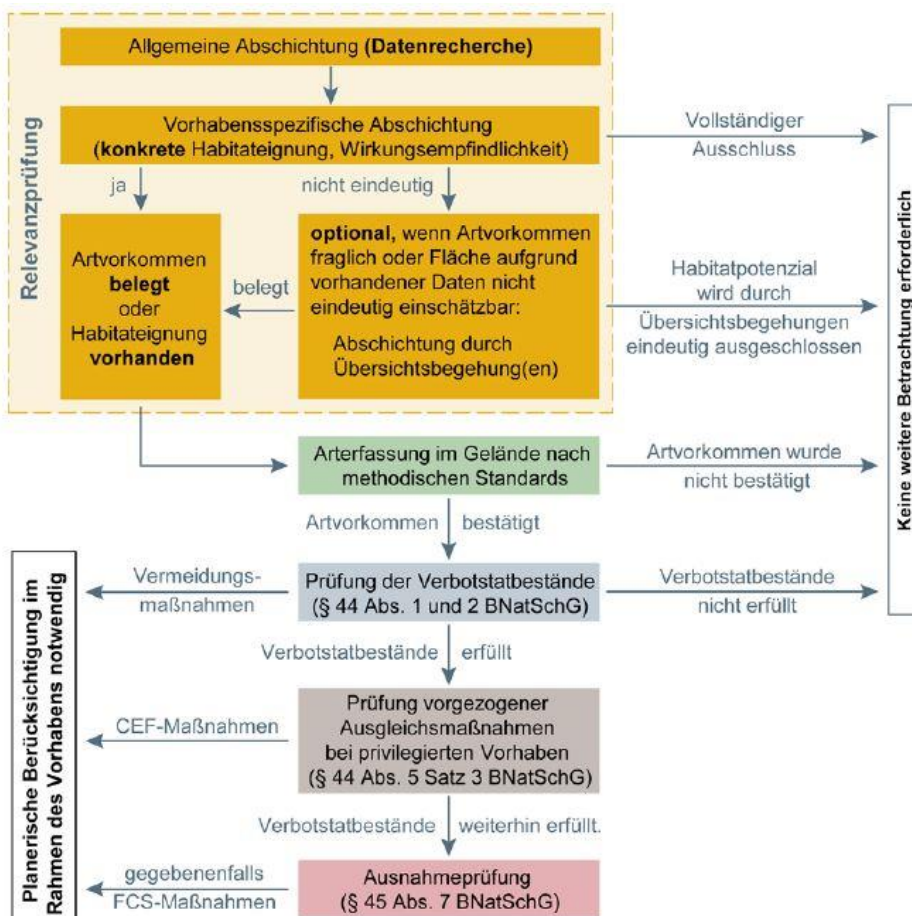 Allgemeine Abschichtung (Datenrecherche)
Relevanzprüfung
Vorhabensspezifische Abschichtung
(konkrete Habitateignung, Wirkungsempfindlichkeit)
Vollständiger
Ausschluss
ja
nicht eindeutig
Artvorkommen
belegt
oder
Habitateignung
vorhanden
belegt
optional, wenn Artvorkommen
fraglich oder Fläche aufgrund
vorhandener Daten nicht
eindeutig einschätzbar:
Abschichtung durch
Übersichtsbegehung(en)
Habitatpotenzial
wird durch
Übersichtsbegehungen
eindeutig ausgeschlossen
Keine weitere Betrachtung erforderlich
Arterfassung im Gelände nach
methodischen Standards
Artvorkommen wurde
nicht bestätigt
Artvorkommen bestätigt
Planerische Berücksichtigung im
Rahmen des Vorhabens notwendig
Vermeidungs-
maßnahmen
Prüfung der Verbotstatbestände
(§ 44 Abs. 1 und 2 BNatSchG)
Verbotstatbestände
nicht erfüllt
Verbotstatbestände erfüllt
CEF-Maßnahmen
Prüfung vorgezogener
Ausgleichsmaßnahmen
bei privilegierten Vorhaben
(§ 44 Abs. 5 Satz 3 BNatSchG)
Verbotstatbestände weiterhin erfüllt.
gegebenenfalls
FCS-Maßnahmen
Ausnahmeprüfung
(§ 45 Abs. 7 BNatSchG)